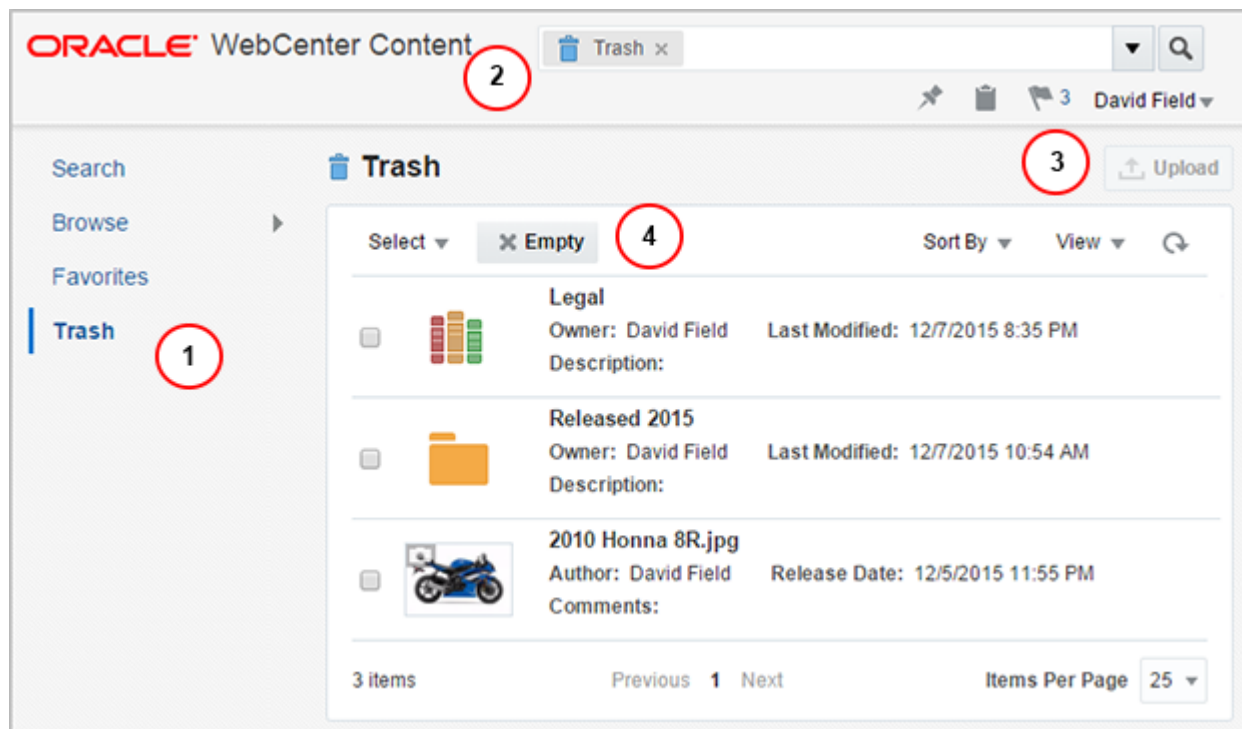 ORACLE WebCenter Content
2
Trash ×
3 David Field
Search
Browse
Favorites
Trash
1
Trash
3
Upload
Select
Empty
4
Sort By
View
Legal
Owner: David Field Last Modified: 12/7/2015 8:35 PM
Description:
Released 2015
Owner: David Field Last Modified: 12/7/2015 10:54 AM
Description:
2010 Honna 8R.jpg
Author: David Field Release Date: 12/5/2015 11:55 PM
Comments:
3 items Previous 1 Next Items Per Page 25